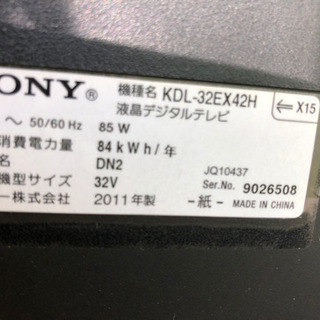 ONY® 機種名 KDL-32EX42H
液晶デジタルテレビ
⇐X15
～ 50/60 Hz 85 W
消費電力量 84 kWh/年
名 DN2 JQ10437
機型サイズ 32V Ser.No. 9026508
ー株式会社 2011年製 -紙- MADE IN CHINA